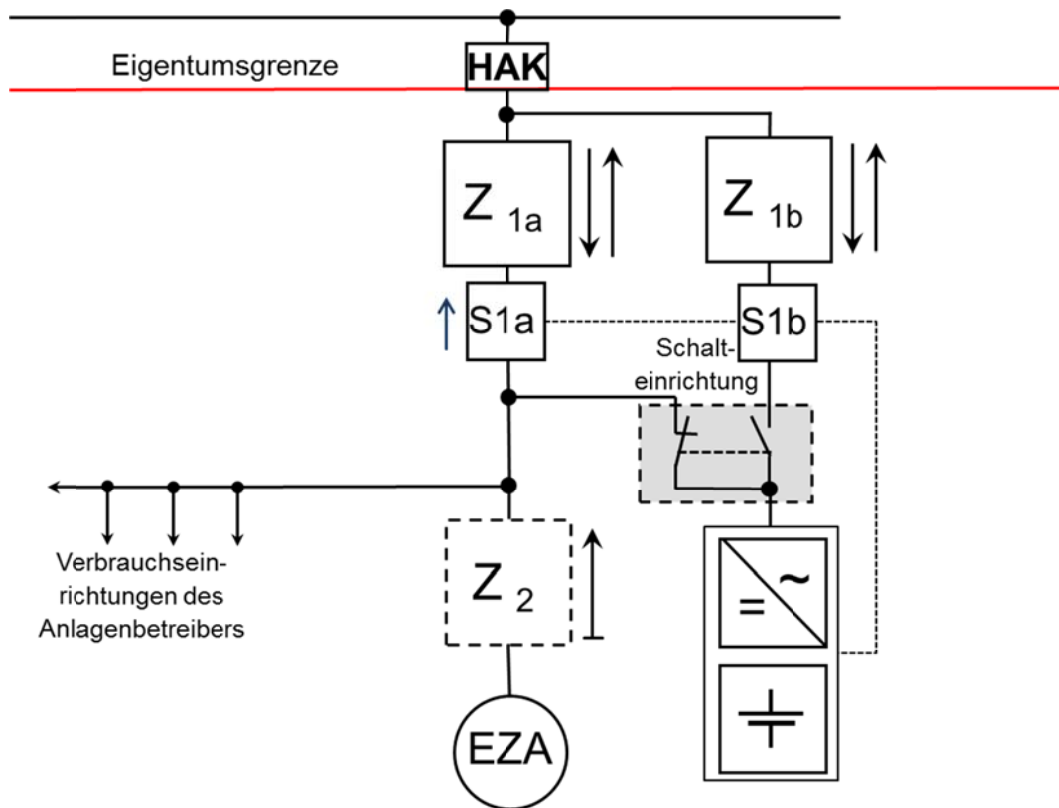 HAK
Eigentumsgrenze
Z 1a
Z 1b
S1a
S1b
Schalt-
einrichtung
Verbrauchsein-
richtungen des
Anlagenbetreibers
Z 2
= ~
EZA